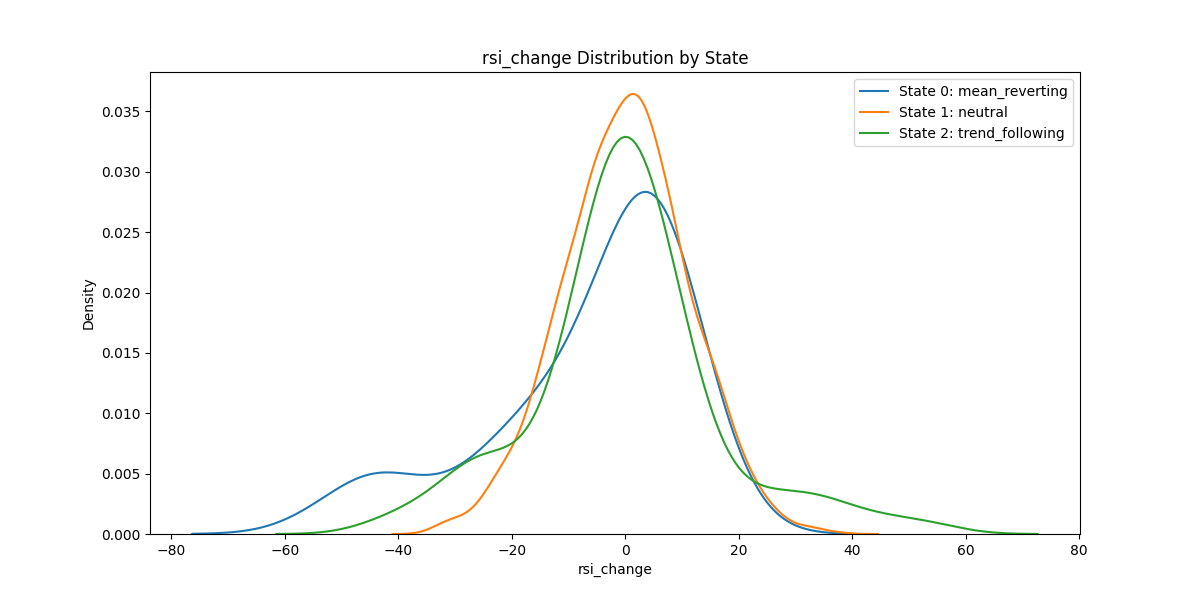 rsi_change Distribution by State
State 0: mean_reverting
State 1: neutral
State 2: trend_following
Density
0.035
0.030
0.025
0.020
0.015
0.010
0.005
0.000
−80 −60 −40 −20 0 20 40 60 80
rsi_change